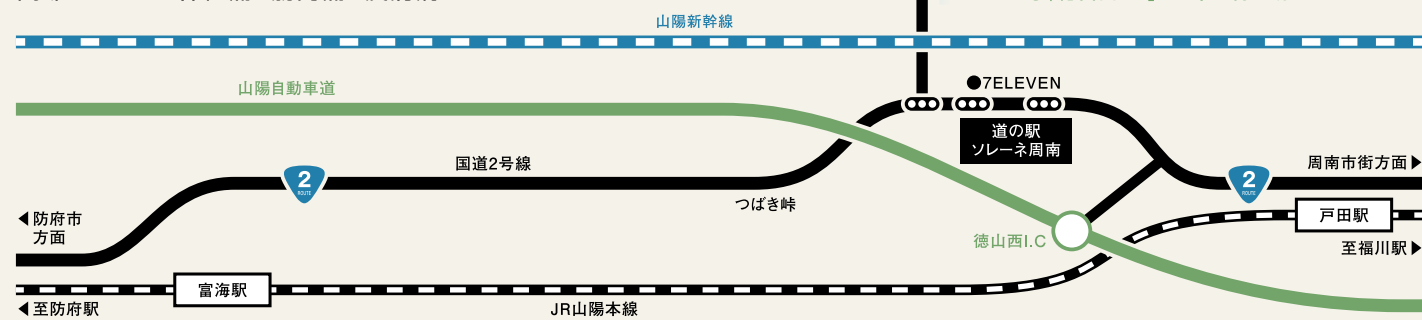 山陽新幹線
山陽自動車道
●7ELEVEN
道の駅
ソレーネ周南
国道2号線
周南市街方面▶
2
ROUTE
2
ROUTE
つばき峠
◀防府市
方面
戸田駅
徳山西I.C
至福川駅▶
富海駅
◀至防府駅
JR山陽本線